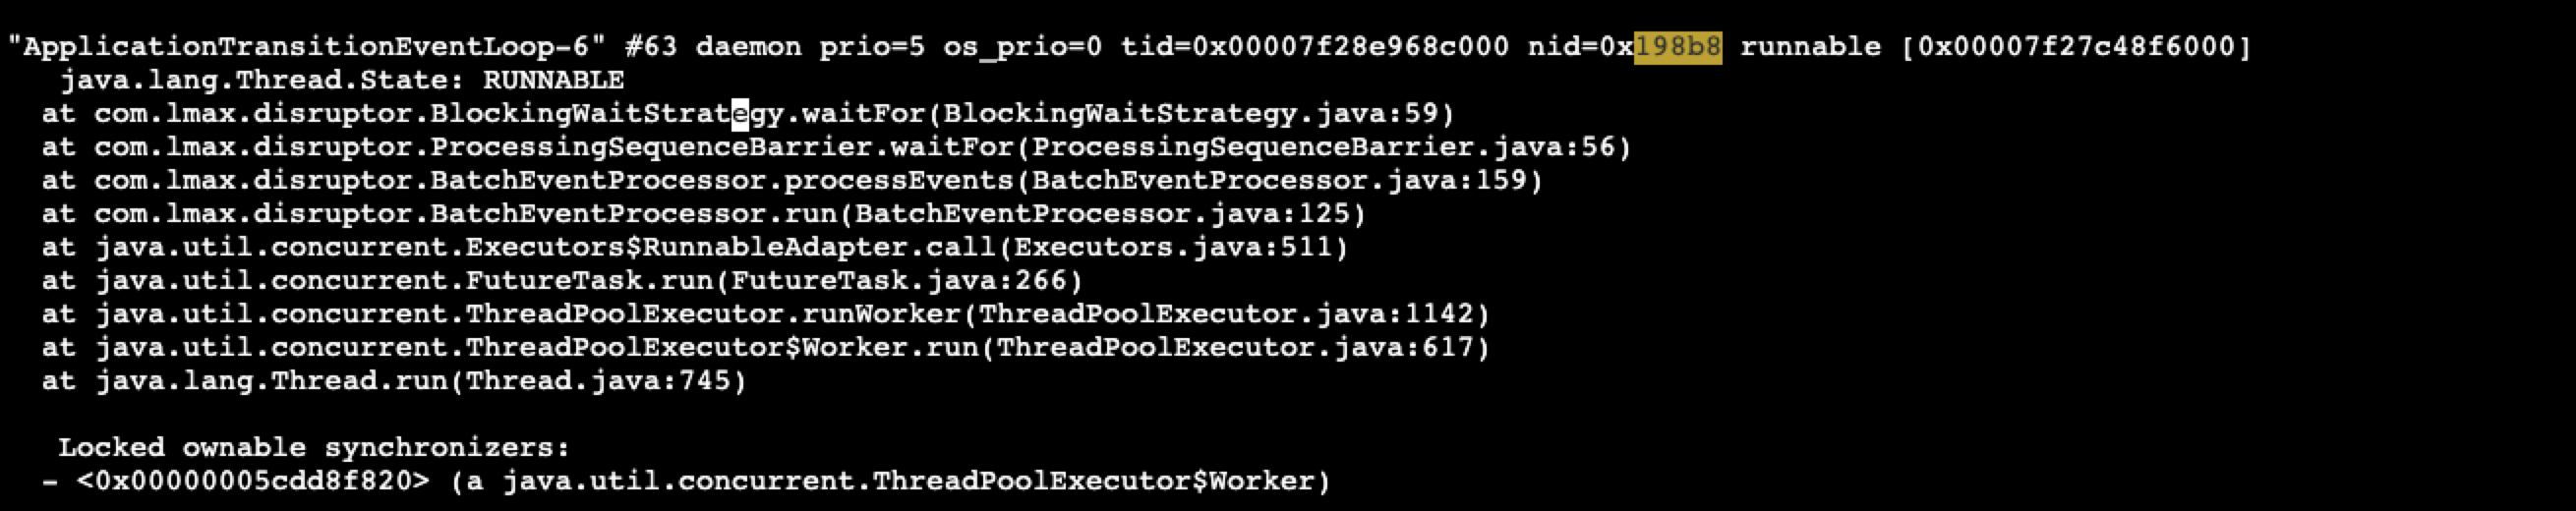 "ApplicationTransitionEventLoop-6" #63 daemon prio=5 os_prio=0 tid=0x00007f28e968c000 nid=0x198b8 runnable [0x00007f27c48f6000]
java.lang.Thread.State: RUNNABLE
at com.lmax.disruptor.BlockingWaitStrategy.waitFor(BlockingWaitStrategy.java:59)
at com.lmax.disruptor.ProcessingSequenceBarrier.waitFor(ProcessingSequenceBarrier.java:56)
at com.lmax.disruptor.BatchEventProcessor.processEvents(BatchEventProcessor.java:159)
at com.lmax.disruptor.BatchEventProcessor.run(BatchEventProcessor.java:125)
at java.util.concurrent.Executors$RunnableAdapter.call(Executors.java:511)
at java.util.concurrent.FutureTask.run(FutureTask.java:266)
at java.util.concurrent.ThreadPoolExecutor.runWorker(ThreadPoolExecutor.java:1142)
at java.util.concurrent.ThreadPoolExecutor$Worker.run(ThreadPoolExecutor.java:617)
at java.lang.Thread.run(Thread.java:745)
Locked ownable synchronizers:
- <0x00000005cdd8f820> (a java.util.concurrent.ThreadPoolExecutor$Worker)